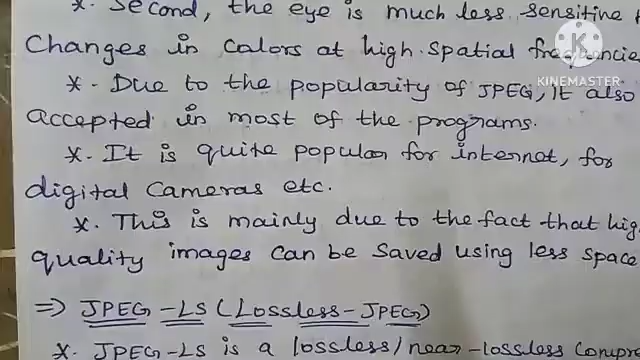 *. Second, the eye is much less sensitive
Changes in colors at high spatial frequencie
*. Due to the popularity of JPEG, it also
accepted in most of the programs.
*. It is quite popular for internet, for
digital cameras etc.
*. This is mainly due to the fact that hig
quality images can be saved using less space
⇒ JPEG-LS (Lossless-JPEG)
*. JPEG-LS is a lossless/near-lossless compr
KINEMASTER